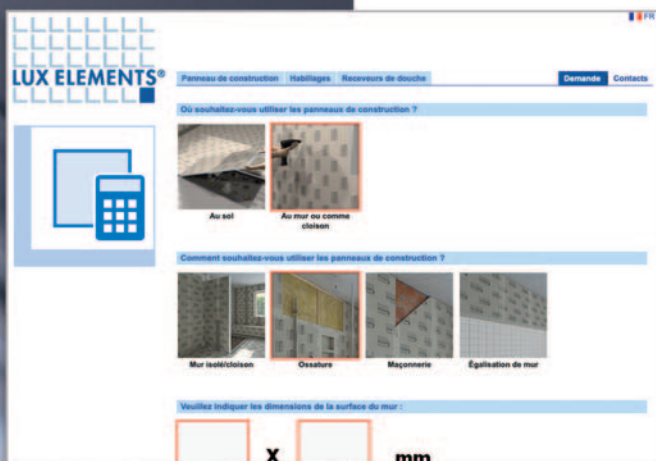 FR
LUX ELEMENTS®
Panneau de construction Habillages Receveurs de douche Demande Contacts
Où souhaitez-vous utiliser les panneaux de construction ?
Au sol
Au mur ou comme
cloison
Comment souhaitez-vous utiliser les panneaux de construction ?
Mur isolé/cloison Ossature Maçonnerie Égalisation de mur
Veuillez indiquer les dimensions de la surface du mur :
X mm